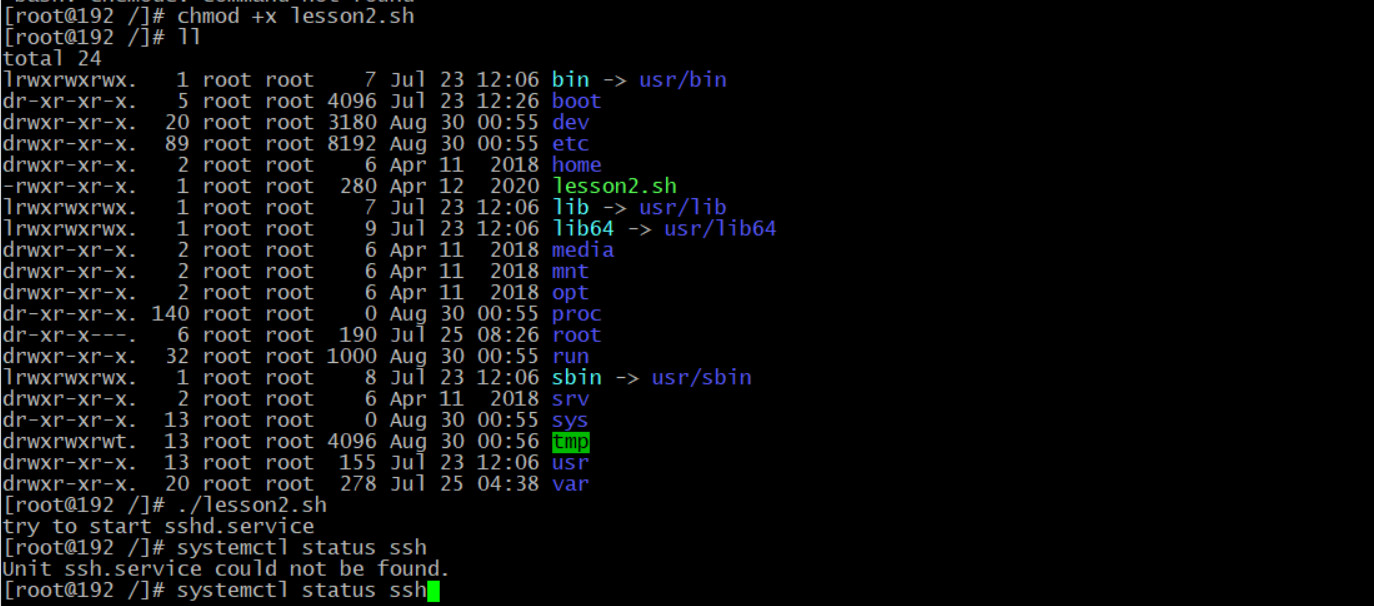 [root@192 /]# chmod +x lesson2.sh
[root@192 /]# ll
total 24
lrwxrwxrwx.   1 root root    7 Jul 23 12:06 bin -> usr/bin
dr-xr-xr-x.   5 root root 4096 Jul 23 12:26 boot
drwxr-xr-x.  20 root root 3180 Aug 30 00:55 dev
drwxr-xr-x.  89 root root 8192 Aug 30 00:55 etc
drwxr-xr-x.   2 root root    6 Apr 11  2018 home
-rwxr-xr-x.   1 root root  280 Apr 12  2020 lesson2.sh
lrwxrwxrwx.   1 root root    7 Jul 23 12:06 lib -> usr/lib
lrwxrwxrwx.   1 root root    9 Jul 23 12:06 lib64 -> usr/lib64
drwxr-xr-x.   2 root root    6 Apr 11  2018 media
drwxr-xr-x.   2 root root    6 Apr 11  2018 mnt
drwxr-xr-x.   2 root root    6 Apr 11  2018 opt
dr-xr-xr-x. 140 root root    0 Aug 30 00:55 proc
dr-xr-x---.   6 root root  190 Jul 25 08:26 root
drwxr-xr-x.  32 root root 1000 Aug 30 00:55 run
lrwxrwxrwx.   1 root root    8 Jul 23 12:06 sbin -> usr/sbin
drwxr-xr-x.   2 root root    6 Apr 11  2018 srv
dr-xr-xr-x.  13 root root    0 Aug 30 00:55 sys
drwxrwxrwt.  13 root root 4096 Aug 30 00:56 tmp
drwxr-xr-x.  13 root root  155 Jul 23 12:06 usr
drwxr-xr-x.  20 root root  278 Jul 25 04:38 var
[root@192 /]# ./lesson2.sh
try to start sshd.service
[root@192 /]# systemctl status ssh
Unit ssh.service could not be found.
[root@192 /]# systemctl status ssh